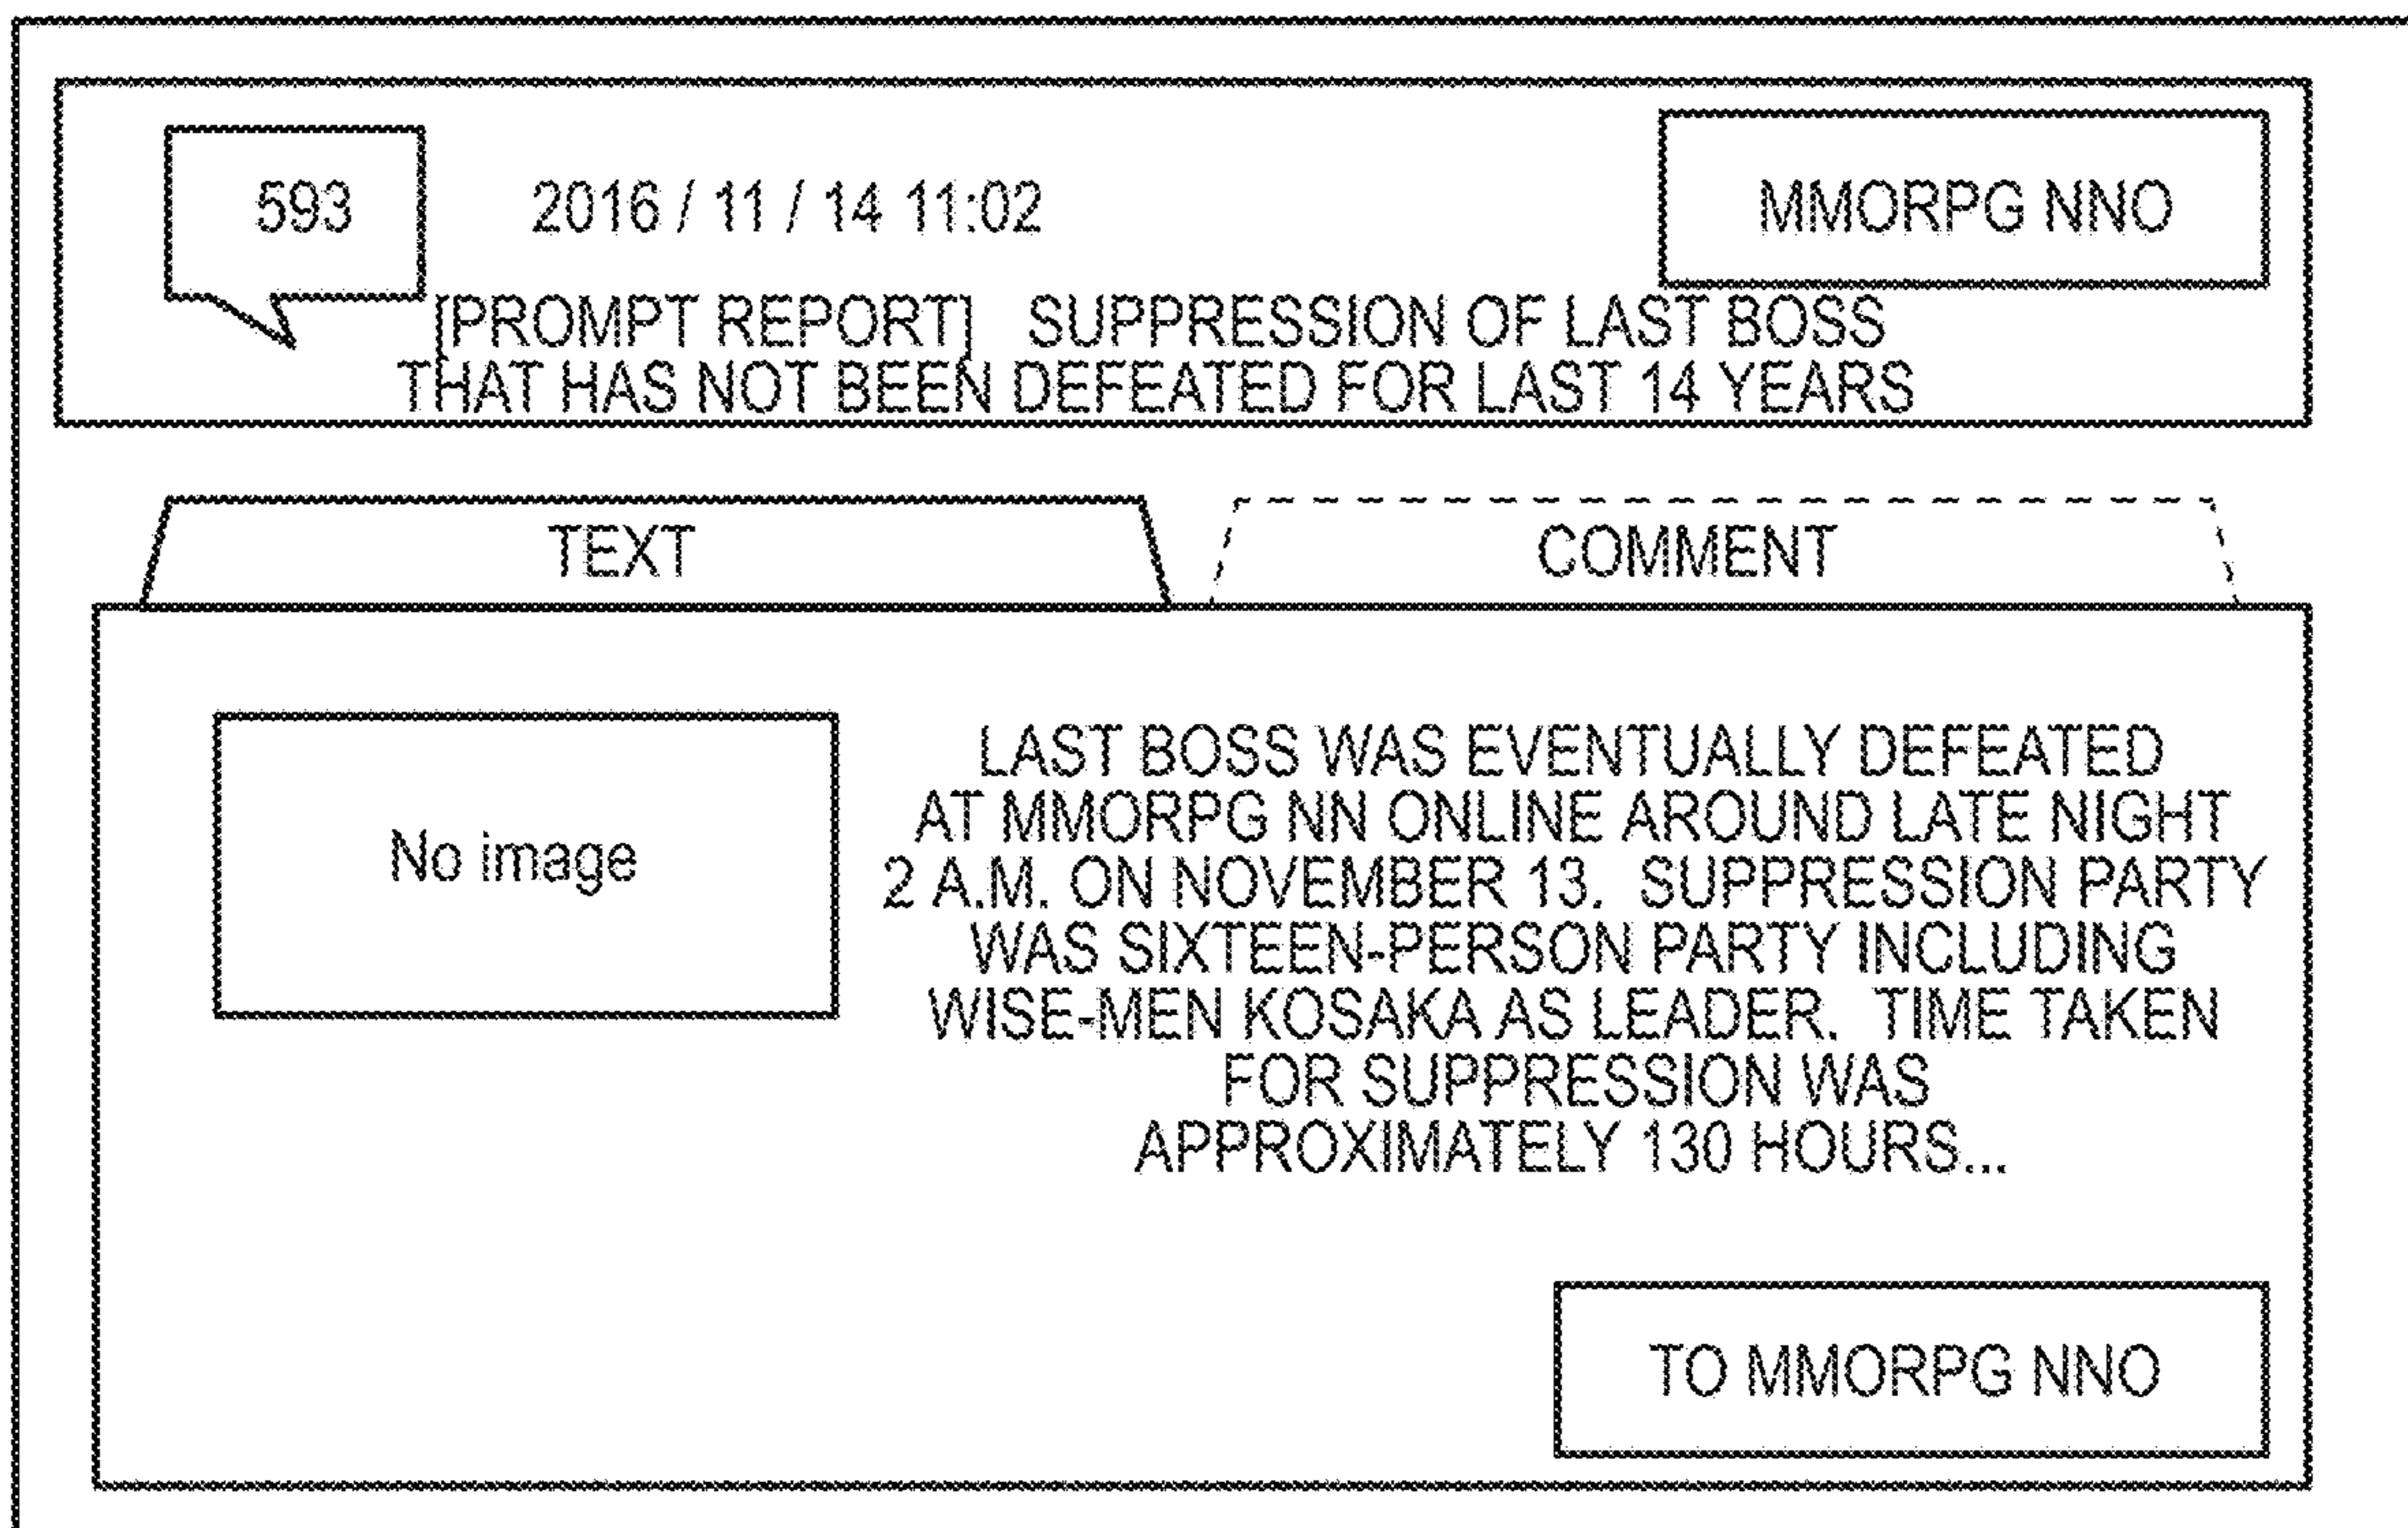 593
2016 / 11 / 14 11:02
MMORPG NNO
[PROMPT REPORT] SUPPRESSION OF LAST BOSS
THAT HAS NOT BEEN DEFEATED FOR LAST 14 YEARS
TEXT
COMMENT
No image
LAST BOSS WAS EVENTUALLY DEFEATED
AT MMORPG NN ONLINE AROUND LATE NIGHT
2 A.M. ON NOVEMBER 13. SUPPRESSION PARTY
WAS SIXTEEN-PERSON PARTY INCLUDING
WISE-MEN KOSAKA AS LEADER. TIME TAKEN
FOR SUPPRESSION WAS
APPROXIMATELY 130 HOURS...
TO MMORPG NNO